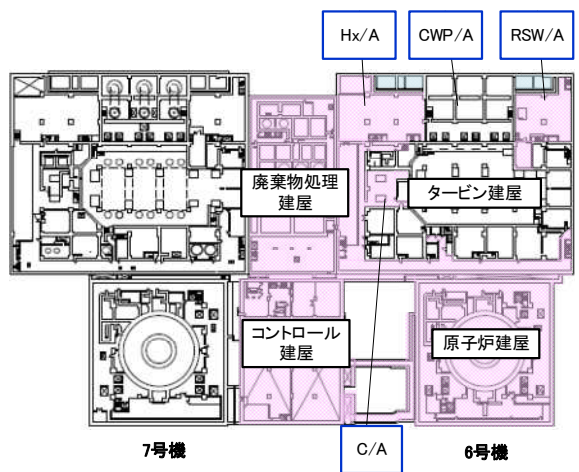 Hx/A
CWP/A
RSW/A
廃棄物処理
建屋
タービン建屋
コントロール
建屋
原子炉建屋
7号機
C/A
6号機